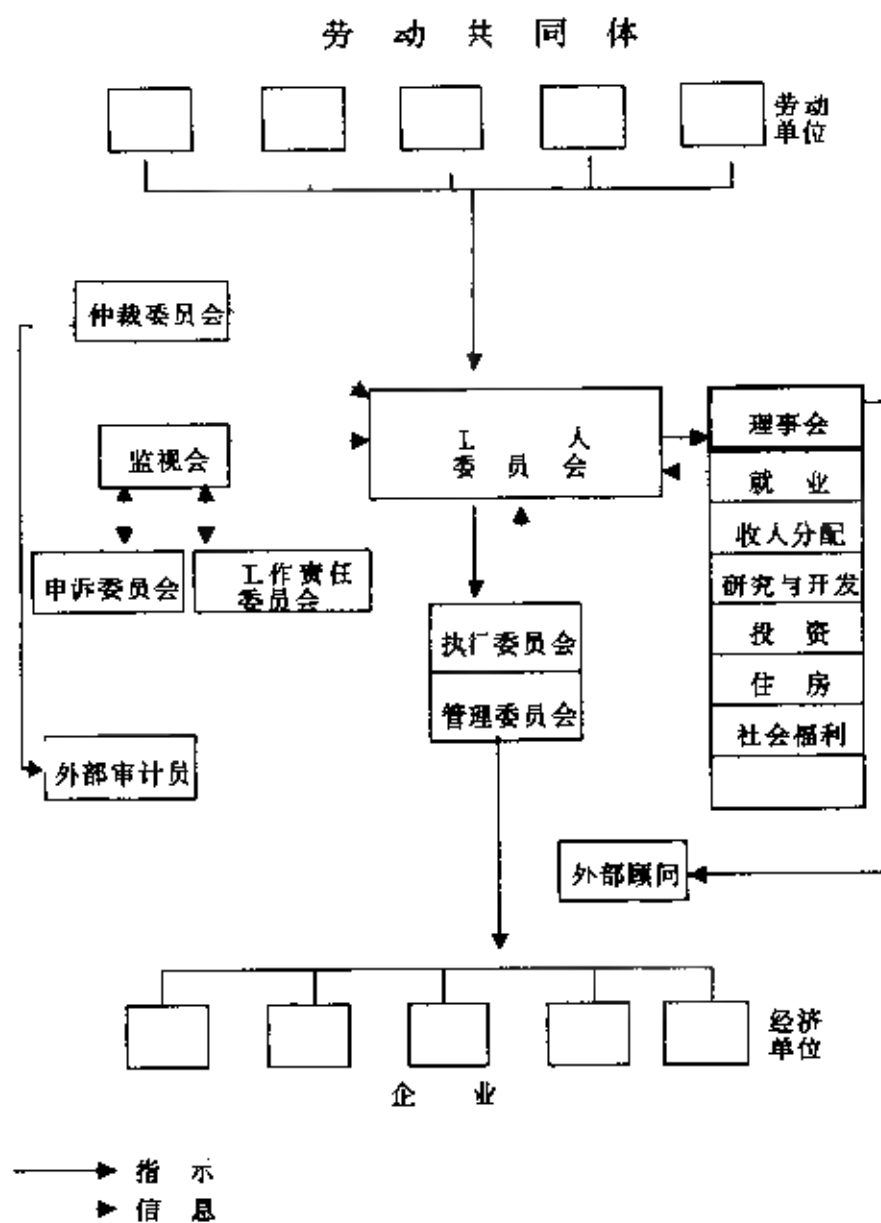 劳动共同体
劳动
单位
仲裁委员会
监视会
申诉委员会
工作责任
委员会
外部审计员
工人
委员会
执行委员会
管理委员会
理事会
就业
收人分配
研究与开发
投资
住房
社会福利
外部顾问
经济
单位
企业
指示
信息